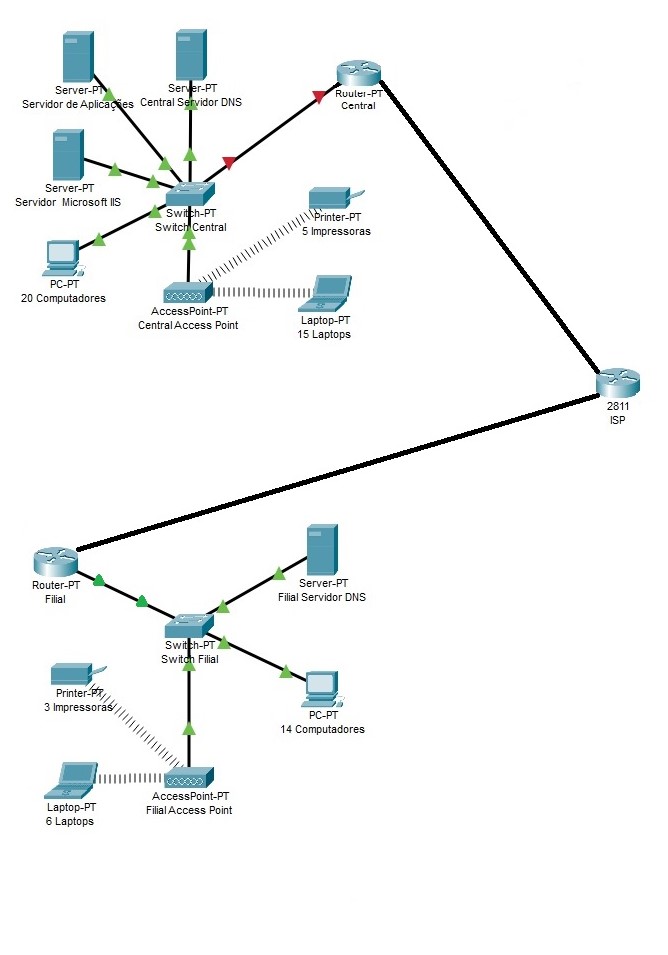 Server-PT
Servidor de Aplicações
Server-PT
Central Servidor DNS
Router-PT
Central
Server-PT
Servidor  Microsoft IIS
Switch-PT
Switch Central
Printer-PT
5 Impressoras
PC-PT
20 Computadores
AccessPoint-PT
Central Access Point
Laptop-PT
15 Laptops
2811
ISP
Router-PT
Filial
Server-PT
Filial Servidor DNS
Switch-PT
Switch Filial
Printer-PT
3 Impressoras
PC-PT
14 Computadores
Laptop-PT
6 Laptops
AccessPoint-PT
Filial Access Point